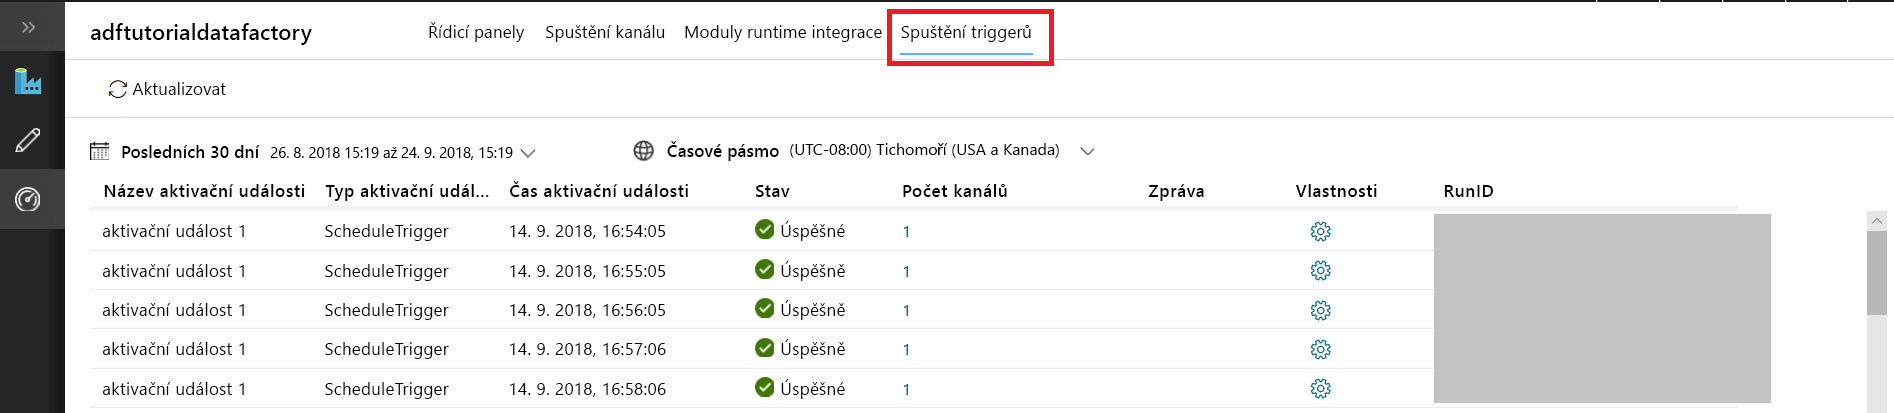 adftutorialdatafactory Řídicí panely Spuštění kanálu Moduly runtime integrace Spuštění triggerů
Aktualizovat
Posledních 30 dní 26. 8. 2018 15:19 až 24. 9. 2018, 15:19 Časové pásmo (UTC-08:00) Tichomoří (USA a Kanada)
Název aktivační události Typ aktivační udál... Čas aktivační události Stav Počet kanálů Zpráva Vlastnosti RunID
aktivační událost 1 ScheduleTrigger 14. 9. 2018, 16:54:05 Úspěšné 1
aktivační událost 1 ScheduleTrigger 14. 9. 2018, 16:55:05 Úspěšně 1
aktivační událost 1 ScheduleTrigger 14. 9. 2018, 16:56:05 Úspěšně 1
aktivační událost 1 ScheduleTrigger 14. 9. 2018, 16:57:06 Úspěšně 1
aktivační událost 1 ScheduleTrigger 14. 9. 2018, 16:58:06 Úspěšně 1